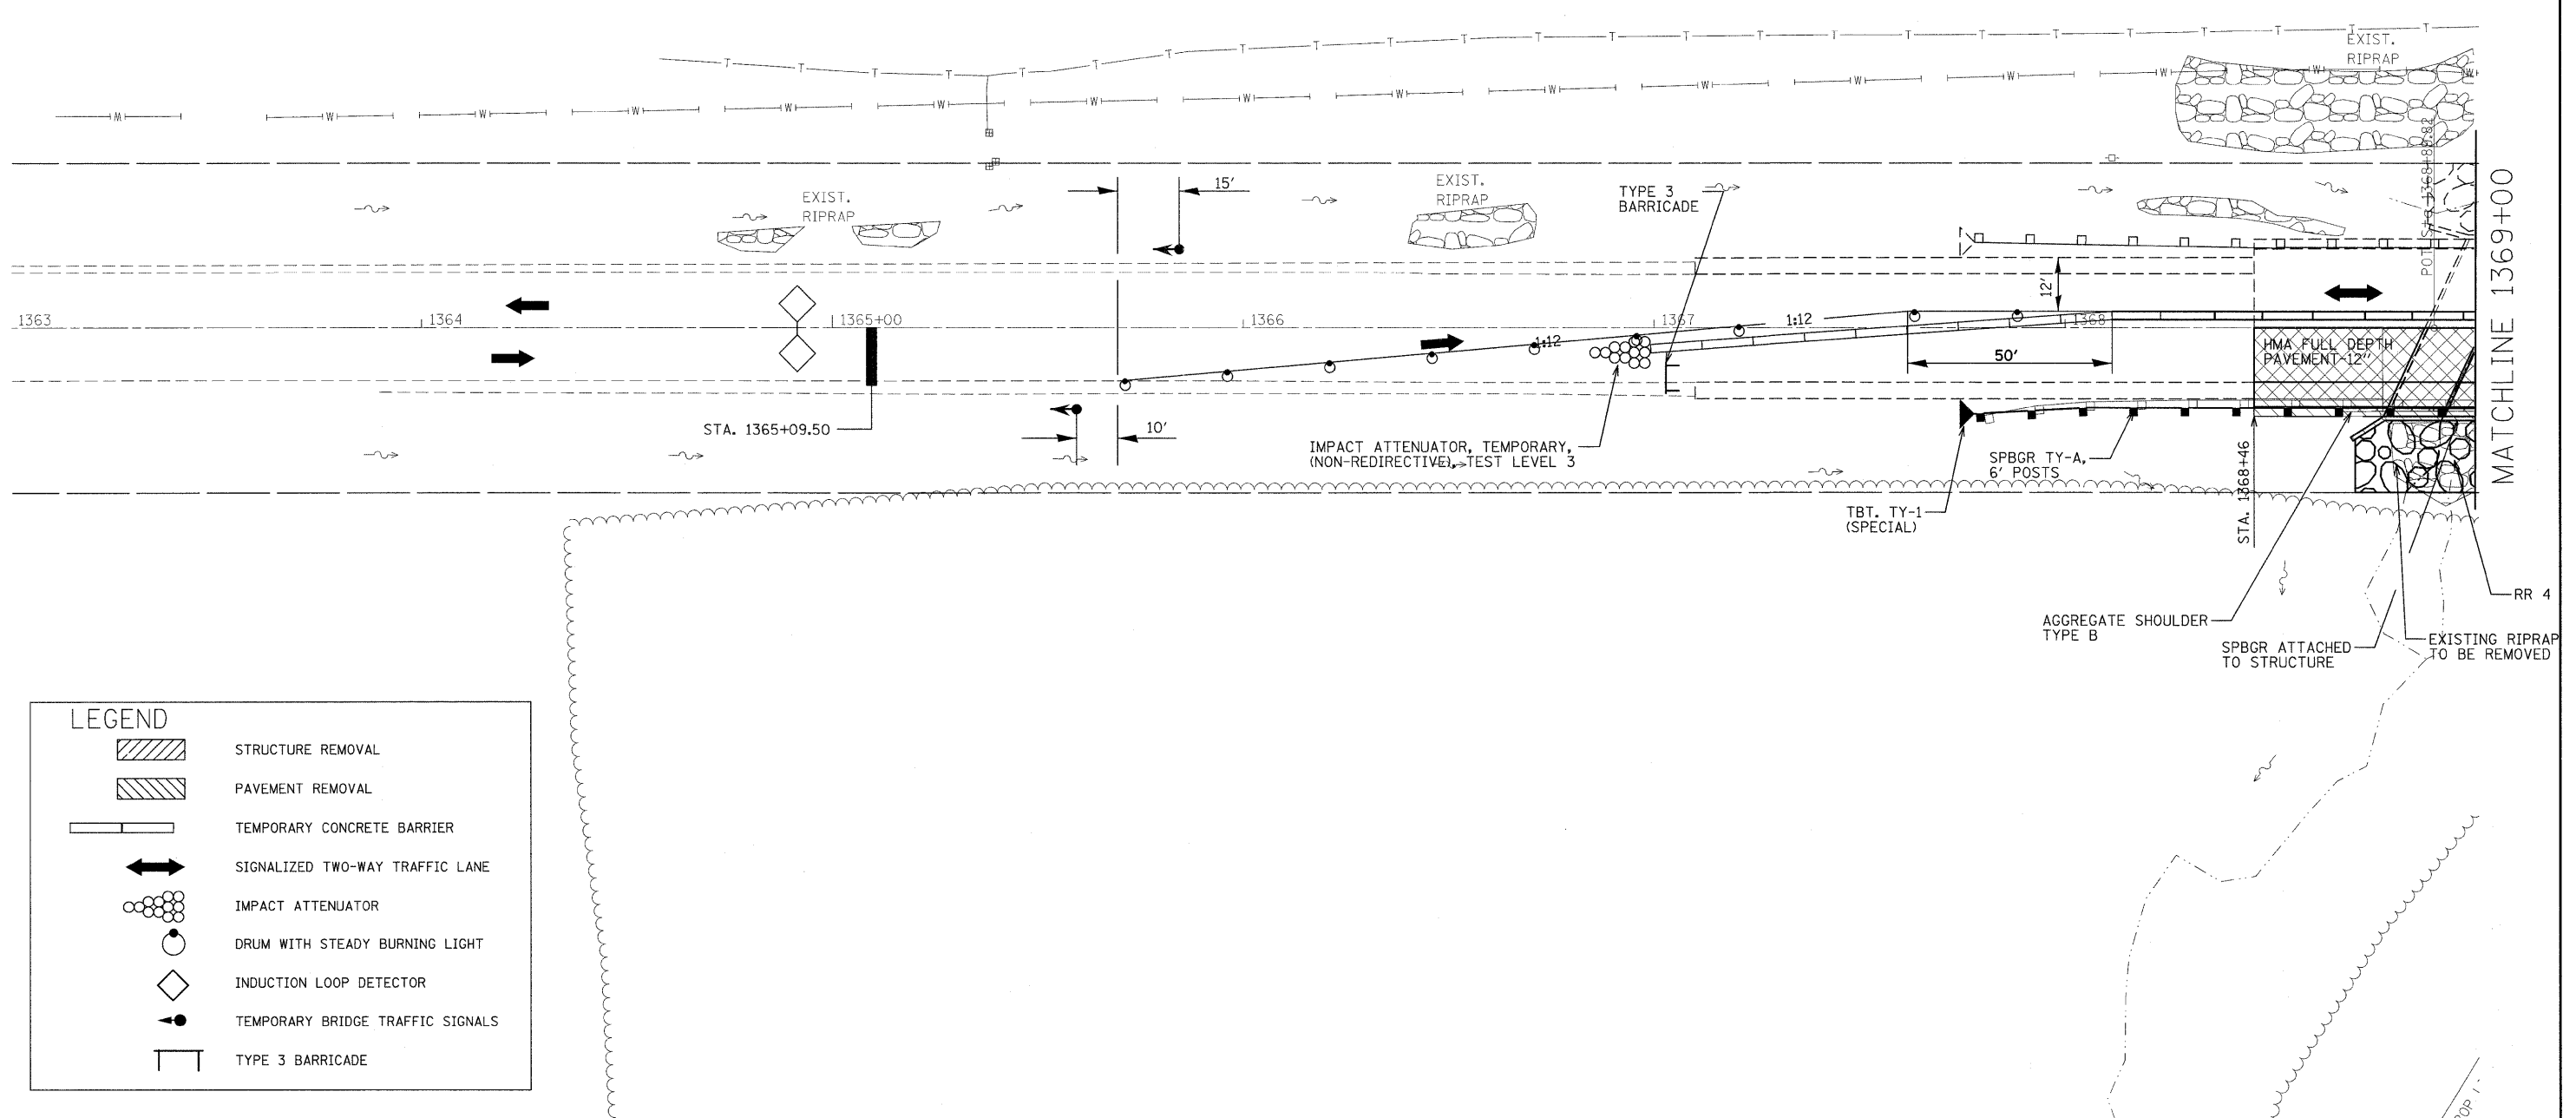 EXIST.
RIPRAP
15'
EXIST.
RIPRAP
EXIST.
RIPRAP
TYPE 3
BARRICADE
POT Sta. 1368+88.82
MATCHLINE 1369+00
12'
1363
1364
1365+00
1366
1367
1368
1:12
1:12
50'
HMA FULL DEPTH
PAVEMENT-12"
STA. 1365+09.50
10'
IMPACT ATTENUATOR, TEMPORARY,
(NON-REDIRECTIVE), TEST LEVEL 3
SPBGR TY-A,
6' POSTS
TBT. TY-1
(SPECIAL)
STA. 1368+46
RR 4
AGGREGATE SHOULDER
TYPE B
SPBGR ATTACHED
TO STRUCTURE
EXISTING RIPRAP
TO BE REMOVED
LEGEND
STRUCTURE REMOVAL
PAVEMENT REMOVAL
TEMPORARY CONCRETE BARRIER
SIGNALIZED TWO-WAY TRAFFIC LANE
IMPACT ATTENUATOR
DRUM WITH STEADY BURNING LIGHT
INDUCTION LOOP DETECTOR
TEMPORARY BRIDGE TRAFFIC SIGNALS
TYPE 3 BARRICADE